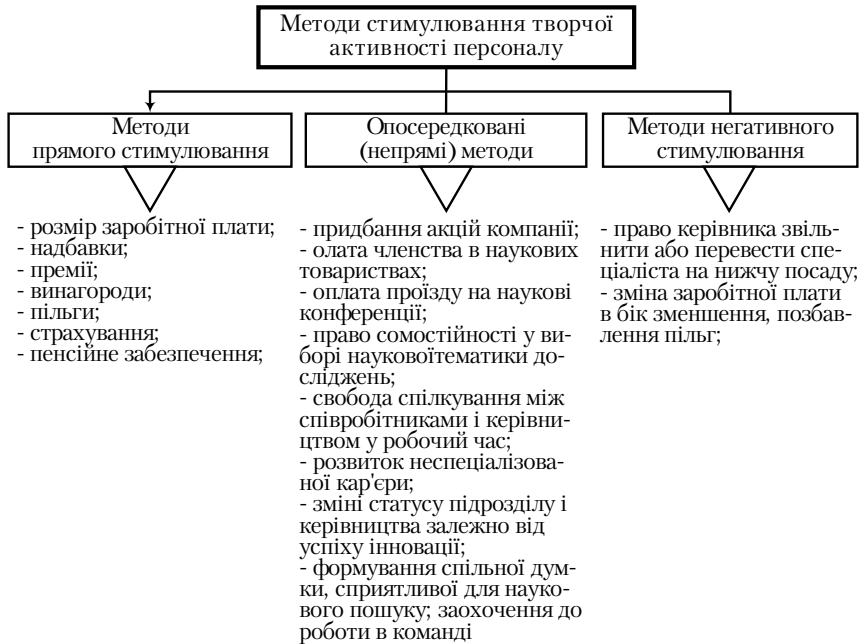 Методи стимулювання творчої
активності персоналу
Методи
прямого стимулювання
Опосередковані
(непрямі) методи
Методи негативного
стимулювання
- розмір заробітної плати;
- надбавки;
- премії;
- винагороди;
- пільги;
- страхування;
- пенсійне забезпечення;
- придбання акцій компанії;
- олата членства в наукових
товариствах;
- оплата проїзду на наукові
конференції;
- право сомостійності у ви-
борі науковоїтематики до-
сліджень;
- свобода спілкування між
співробітниками і керівни-
цтвом у робочий час;
- розвиток неспеціалізова-
ної кар'єри;
- зміні статусу підрозділу і
керівництва залежно від
успіху інновації;
- формування спільної дум-
ки, сприятливої для науко-
вого пошуку; заохочення до
роботи в команді
- право керівника звіль-
нити або перевести спе-
ціаліста на нижчу посаду;
- зміна заробітної плати
в бік зменшення, позбав-
лення пільг;